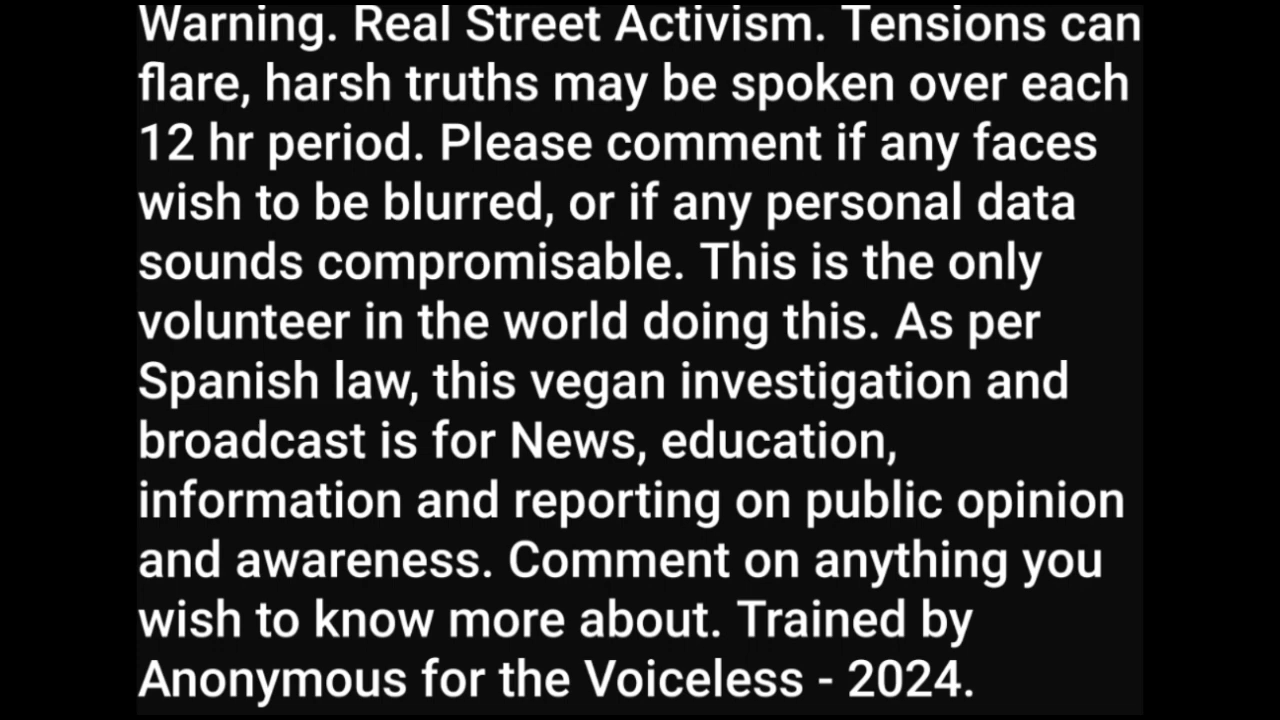 Warning. Real Street Activism. Tensions can
flare, harsh truths may be spoken over each
12 hr period. Please comment if any faces
wish to be blurred, or if any personal data
sounds compromisable. This is the only
volunteer in the world doing this. As per
Spanish law, this vegan investigation and
broadcast is for News, education,
information and reporting on public opinion
and awareness. Comment on anything you
wish to know more about. Trained by
Anonymous for the Voiceless - 2024.